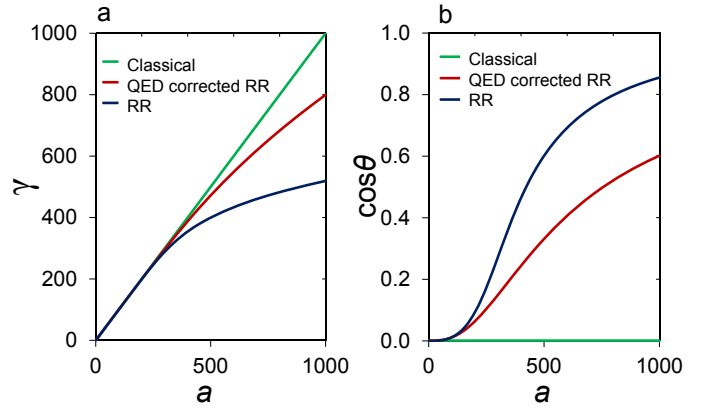 a
1000
800
600
400
200
0
γ
Classical
QED corrected RR
RR
0
500
1000
a
b
1.0
0.8
0.6
0.4
0.2
0.0
cosθ
Classical
QED corrected RR
RR
0
500
1000
a